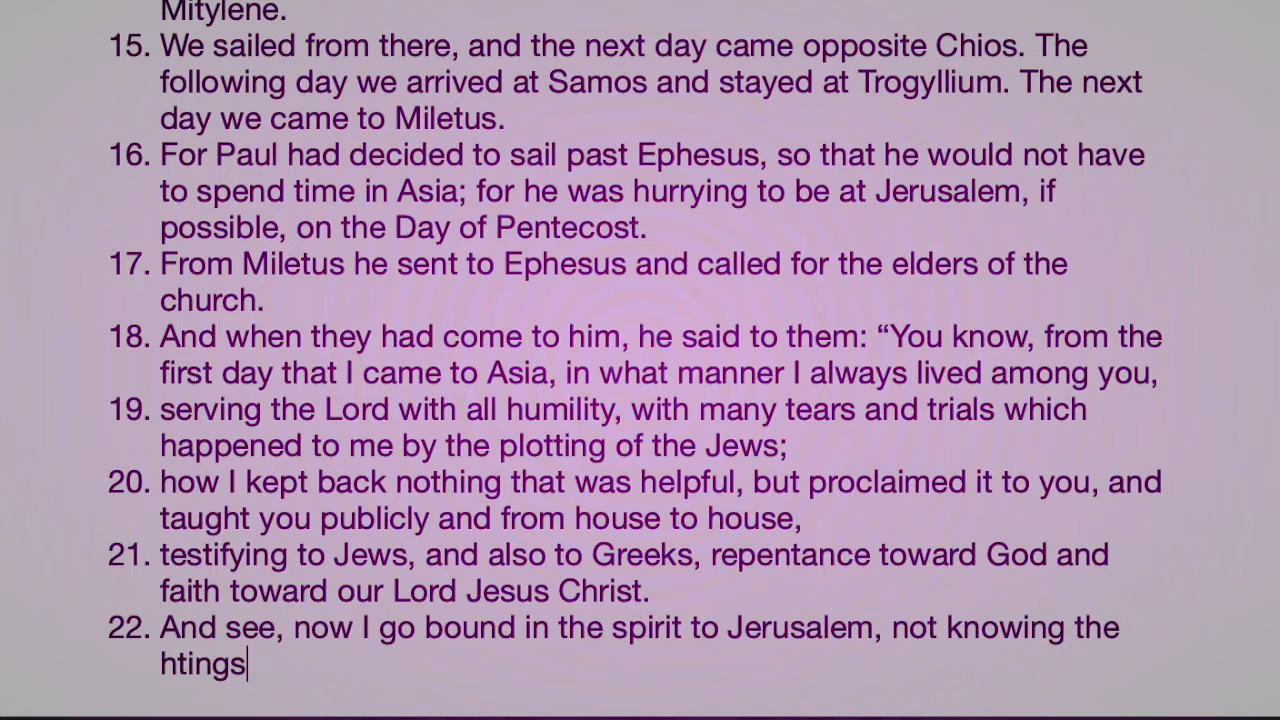 Mitylene.
15. We sailed from there, and the next day came opposite Chios. The
following day we arrived at Samos and stayed at Trogyllium. The next
day we came to Miletus.
16. For Paul had decided to sail past Ephesus, so that he would not have
to spend time in Asia; for he was hurrying to be at Jerusalem, if
possible, on the Day of Pentecost.
17. From Miletus he sent to Ephesus and called for the elders of the
church.
18. And when they had come to him, he said to them: “You know, from the
first day that I came to Asia, in what manner I always lived among you,
19. serving the Lord with all humility, with many tears and trials which
happened to me by the plotting of the Jews;
20. how I kept back nothing that was helpful, but proclaimed it to you, and
taught you publicly and from house to house,
21. testifying to Jews, and also to Greeks, repentance toward God and
faith toward our Lord Jesus Christ.
22. And see, now I go bound in the spirit to Jerusalem, not knowing the
htings